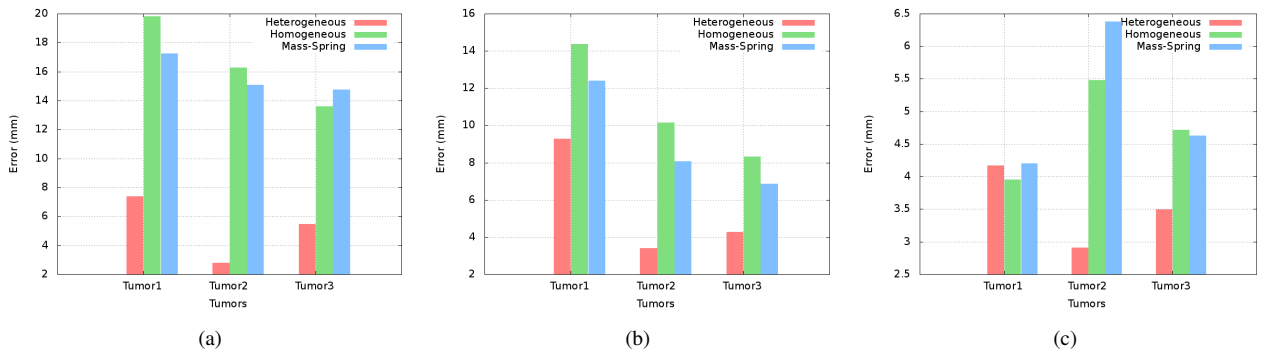 20
18
16
14
12
10
8
6
4
2
Error (mm)
Heterogeneous
Homogeneous
Mass-Spring
Tumor1 Tumor2 Tumor3
Tumors
(a)
16
14
12
10
8
6
4
2
Error (mm)
Heterogeneous
Homogeneous
Mass-Spring
Tumor1 Tumor2 Tumor3
Tumors
(b)
6.5
6
5.5
5
4.5
4
3.5
3
2.5
Error (mm)
Heterogeneous
Homogeneous
Mass-Spring
Tumor1 Tumor2 Tumor3
Tumors
(c)